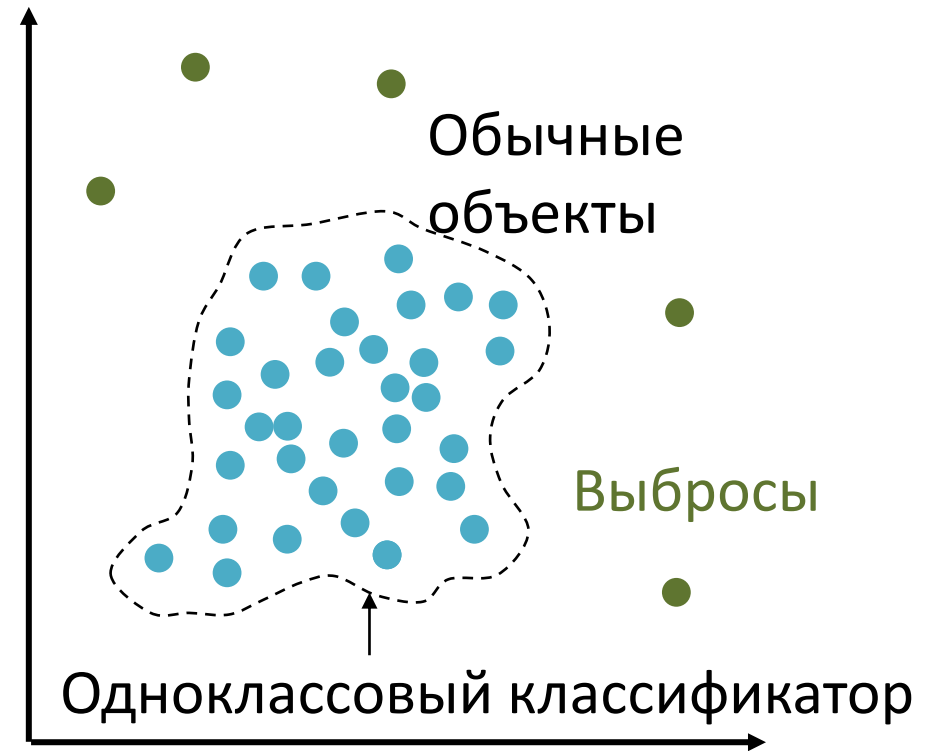 Обычные
объекты
Выбросы
Одноклассовый классификатор